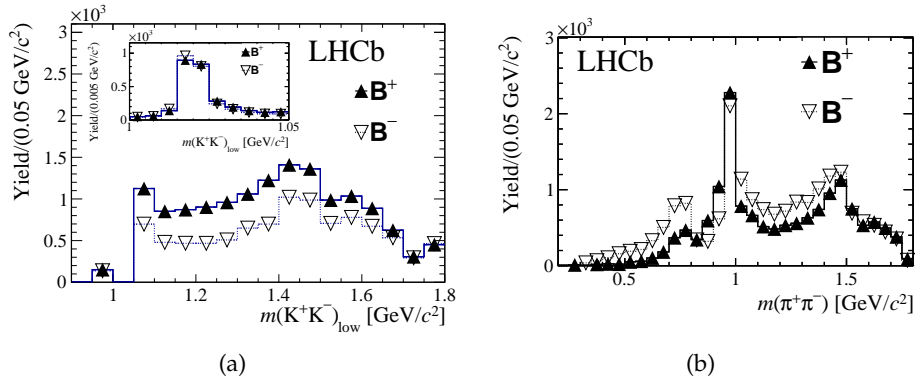 ×10³
Yield/(0.05 GeV/c²)
3
2.5
2
1.5
1
0.5
0
1
1.2
1.4
1.6
1.8
m(K⁺K⁻)low [GeV/c²]
LHCb
B⁺
B⁻
×10³
Yield/(0.005 GeV/c²)
1
0.5
0
1
1.05
m(K⁺K⁻)low [GeV/c²]
B⁺
B⁻
(a)
×10³
Yield/(0.05 GeV/c²)
3
2
1
0
0.5
1
1.5
m(π⁺π⁻) [GeV/c²]
LHCb
B⁺
B⁻
(b)